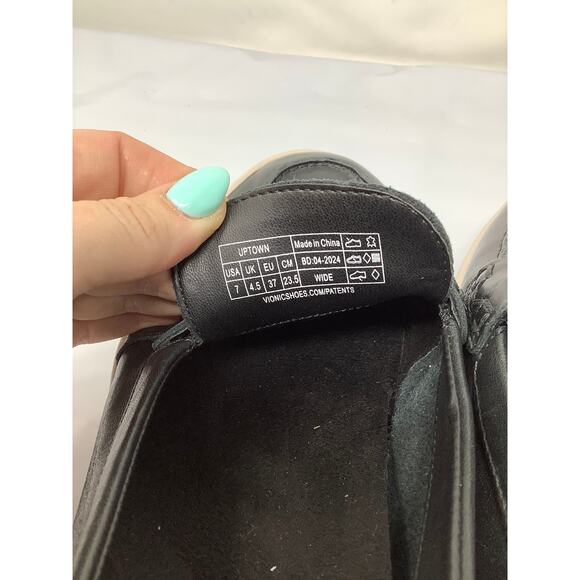 UPTOWN Made in China
USA UK EU CM BD:04-2024
7 4.5 37 23.5 WIDE
VIONICSHOES.COM/PATENTS